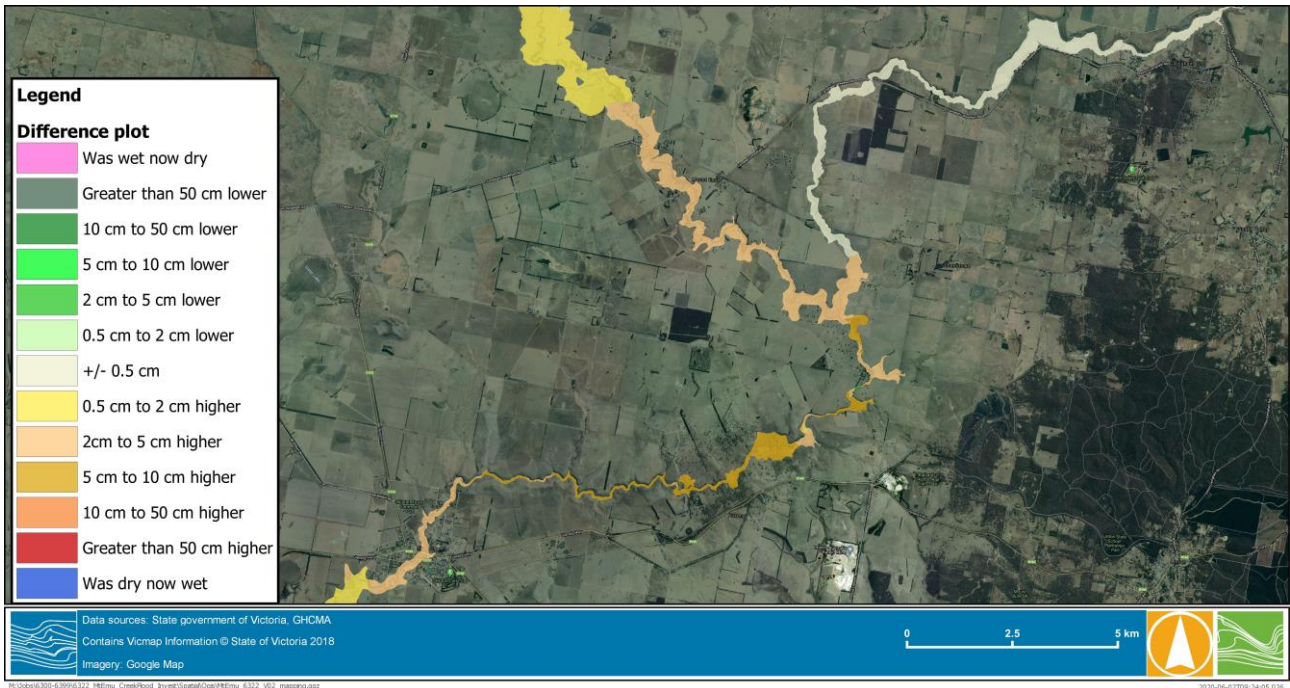 Legend
Difference plot
Was wet now dry
Greater than 50 cm lower
10 cm to 50 cm lower
5 cm to 10 cm lower
2 cm to 5 cm lower
0.5 cm to 2 cm lower
+/- 0.5 cm
0.5 cm to 2 cm higher
2cm to 5 cm higher
5 cm to 10 cm higher
10 cm to 50 cm higher
Greater than 50 cm higher
Was dry now wet
Data sources: State government of Victoria, GHCMA
Contains Vicmap Information © State of Victoria 2018
Imagery: Google Map
0 2.5 5 km